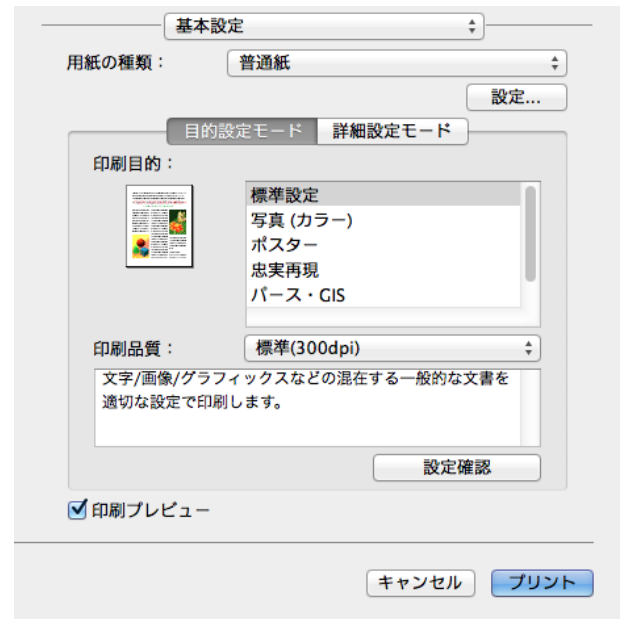 基本設定
用紙の種類： 普通紙
設定...
目的設定モード 詳細設定モード
印刷目的：
標準設定
写真 (カラー)
ポスター
忠実再現
パース・GIS
印刷品質： 標準(300dpi)
文字/画像/グラフィックスなどの混在する一般的な文書を
適切な設定で印刷します。
設定確認
印刷プレビュー
キャンセル プリント